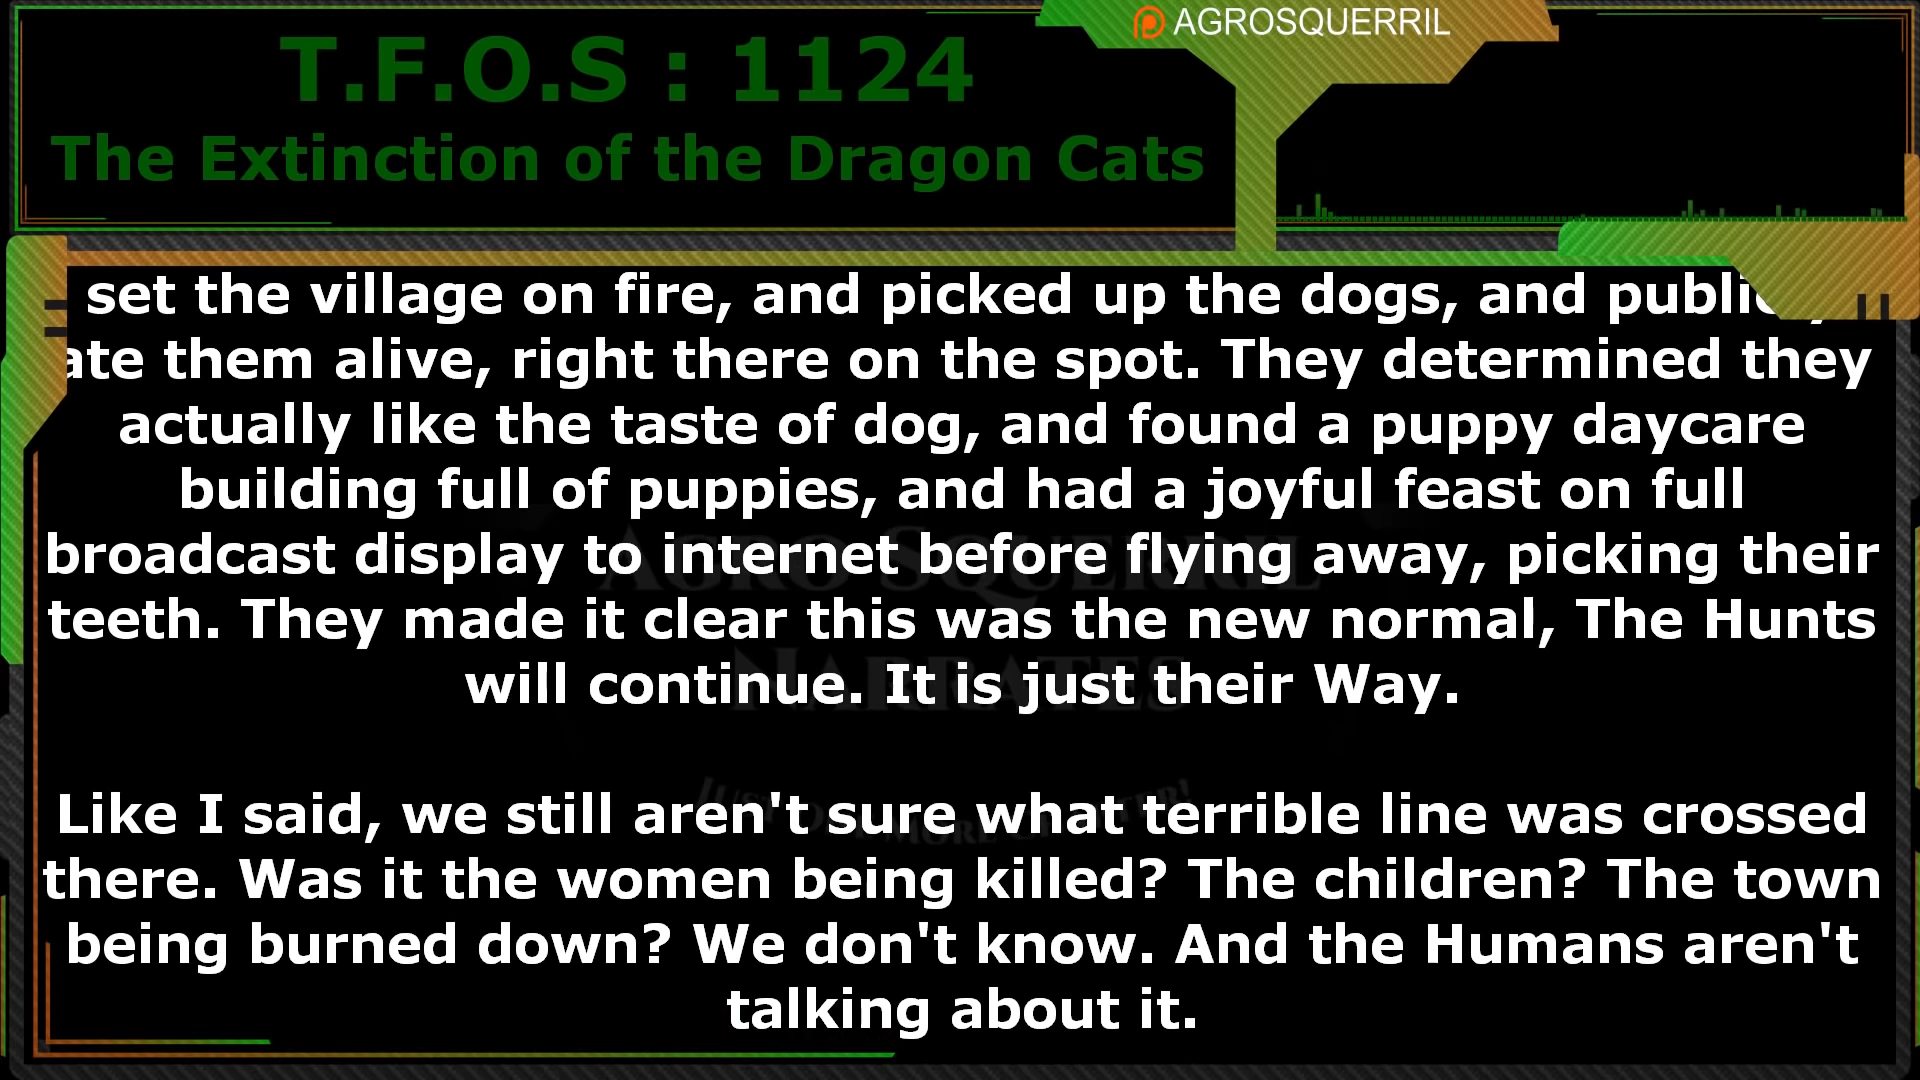 AGROSQUERRIL
T.F.O.S : 1124
The Extinction of the Dragon Cats
set the village on fire, and picked up the dogs, and publicly
ate them alive, right there on the spot. They determined they
actually like the taste of dog, and found a puppy daycare
building full of puppies, and had a joyful feast on full
broadcast display to internet before flying away, picking their
teeth. They made it clear this was the new normal, The Hunts
will continue. It is just their Way.
Like I said, we still aren't sure what terrible line was crossed
there. Was it the women being killed? The children? The town
being burned down? We don't know. And the Humans aren't
talking about it.
Agro Squerril
Narrates